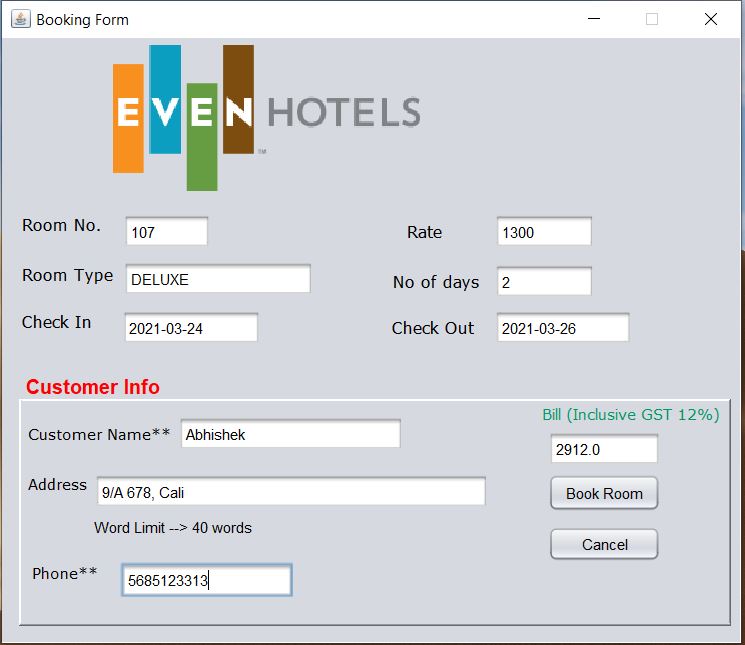 Booking Form
EVEN HOTELS
™
Room No. 107 Rate 1300
Room Type DELUXE No of days 2
Check In 2021-03-24 Check Out 2021-03-26
Customer Info
Bill (Inclusive GST 12%)
Customer Name** Abhishek 2912.0
Address 9/A 678, Cali Book Room
Word Limit --> 40 words
Cancel
Phone** 5685123313